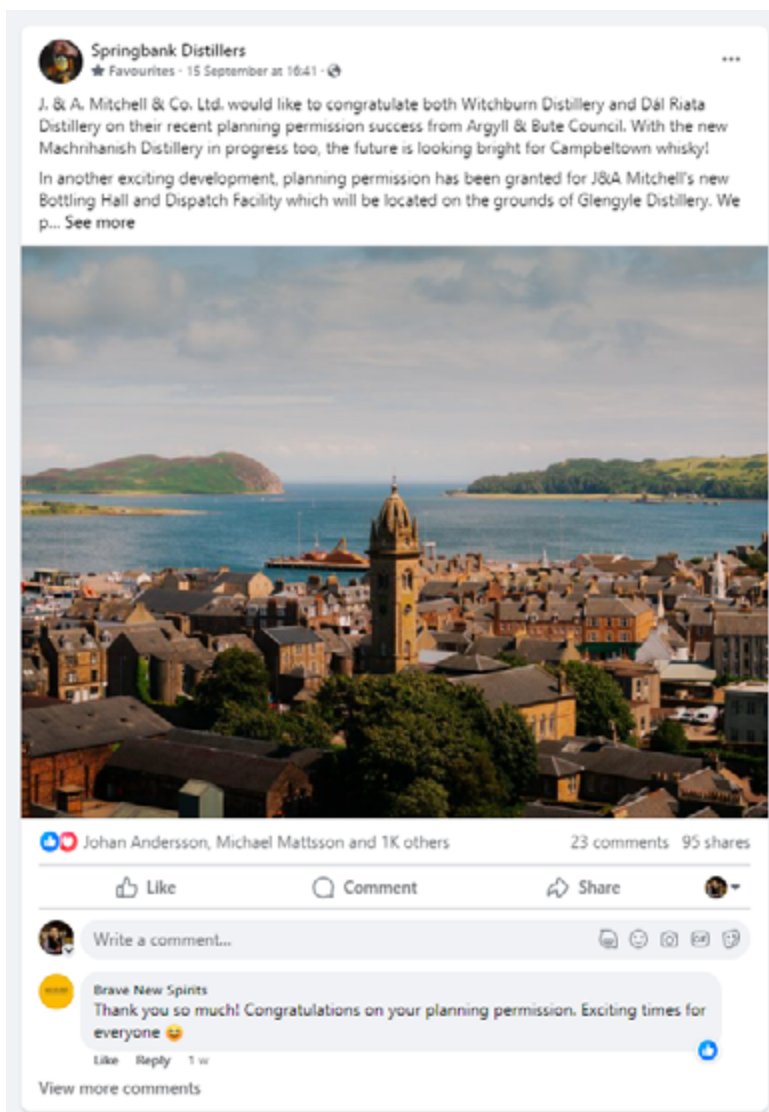 Springbank Distillers
Favourites · 15 September at 16:41 ·
J. & A. Mitchell & Co. Ltd. would like to congratulate both Witchburn Distillery and Dál Riata
Distillery on their recent planning permission success from Argyll & Bute Council. With the new
Machrihanish Distillery in progress too, the future is looking bright for Campbeltown whisky!
In another exciting development, planning permission has been granted for J&A Mitchell's new
Bottling Hall and Dispatch Facility which will be located on the grounds of Glengyle Distillery. We
p... See more
Johan Andersson, Michael Mattsson and 1K others 23 comments 95 shares
Like Comment Share
Write a comment...
Brave New Spirits
Thank you so much! Congratulations on your planning permission. Exciting times for
everyone 😄
Like Reply 1 w
View more comments